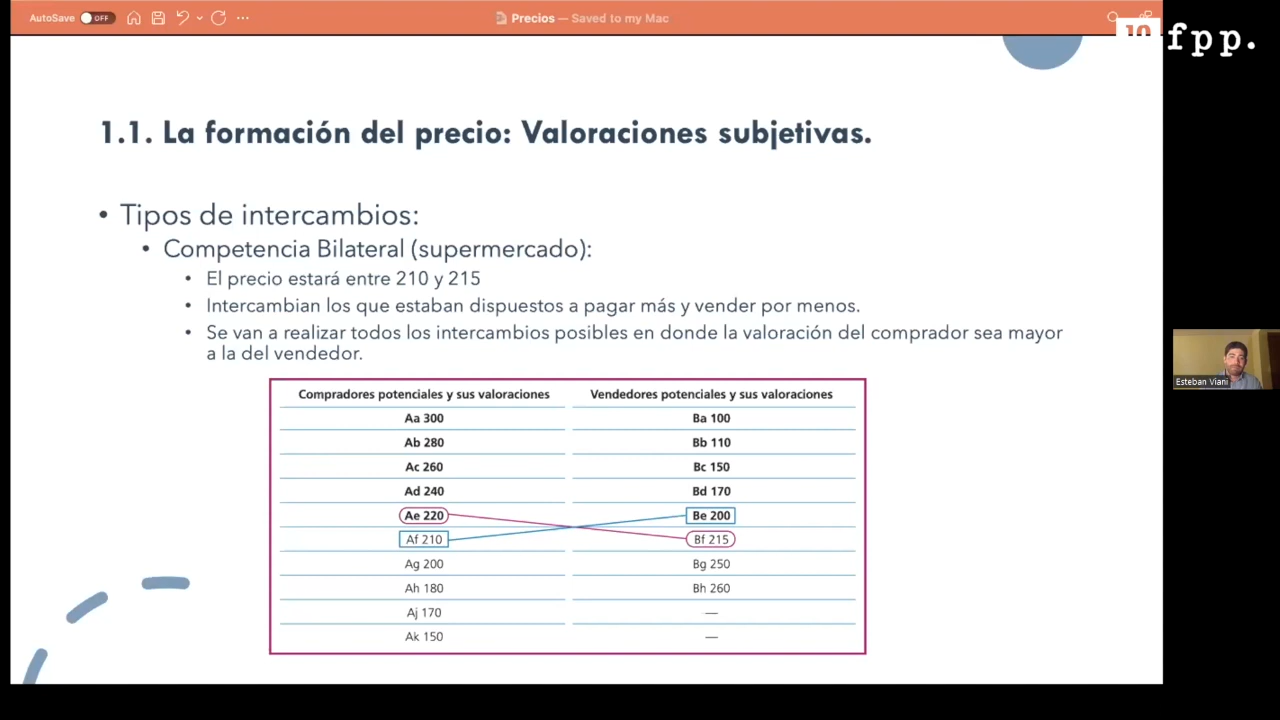 AutoSave OFF
Precios — Saved to my Mac
fpp.
1.1. La formación del precio: Valoraciones subjetivas.
• Tipos de intercambios:
• Competencia Bilateral (supermercado):
• El precio estará entre 210 y 215
• Intercambian los que estaban dispuestos a pagar más y vender por menos.
• Se van a realizar todos los intercambios posibles en donde la valoración del comprador sea mayor
a la del vendedor.
Compradores potenciales y sus valoraciones Vendedores potenciales y sus valoraciones
Aa 300 Ba 100
Ab 280 Bb 110
Ac 260 Bc 150
Ad 240 Bd 170
Ae 220 Be 200
Af 210 Bf 215
Ag 200 Bg 250
Ah 180 Bh 260
Aj 170 —
Ak 150 —
Esteban Viani